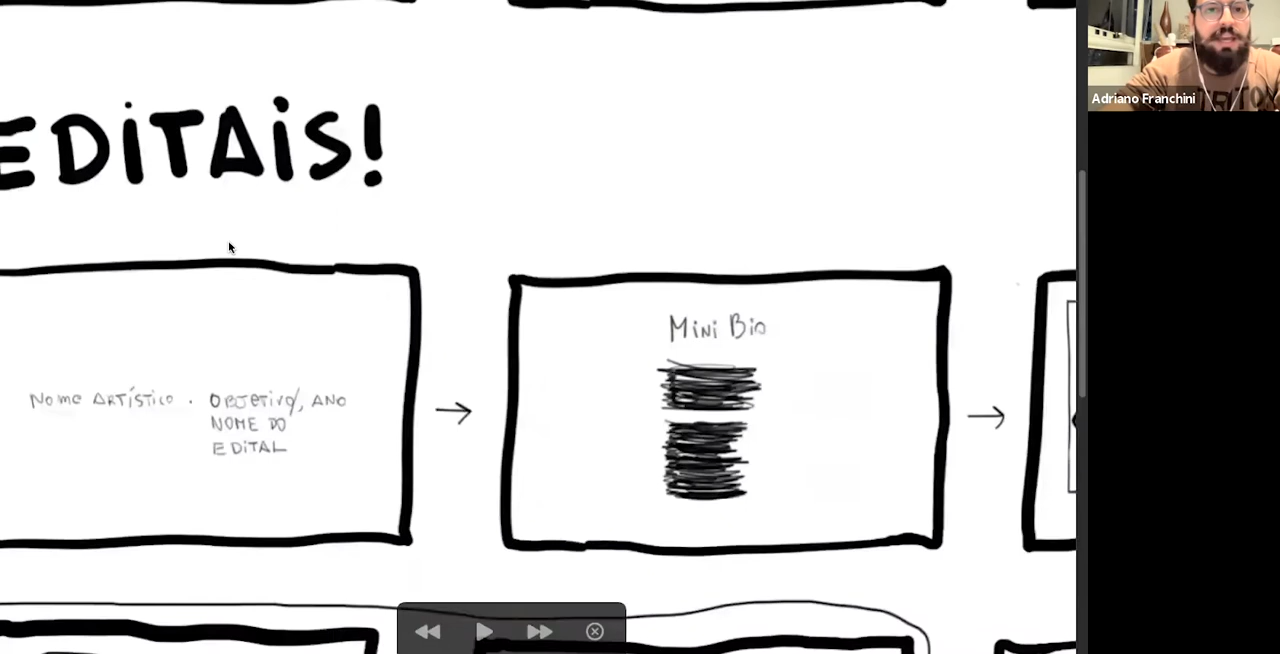 EDITAIS!
Adriano Franchini
Mini Bio
NOME ARTÍSTICO . OBJETIVO, ANO
NOME DO
EDITAL